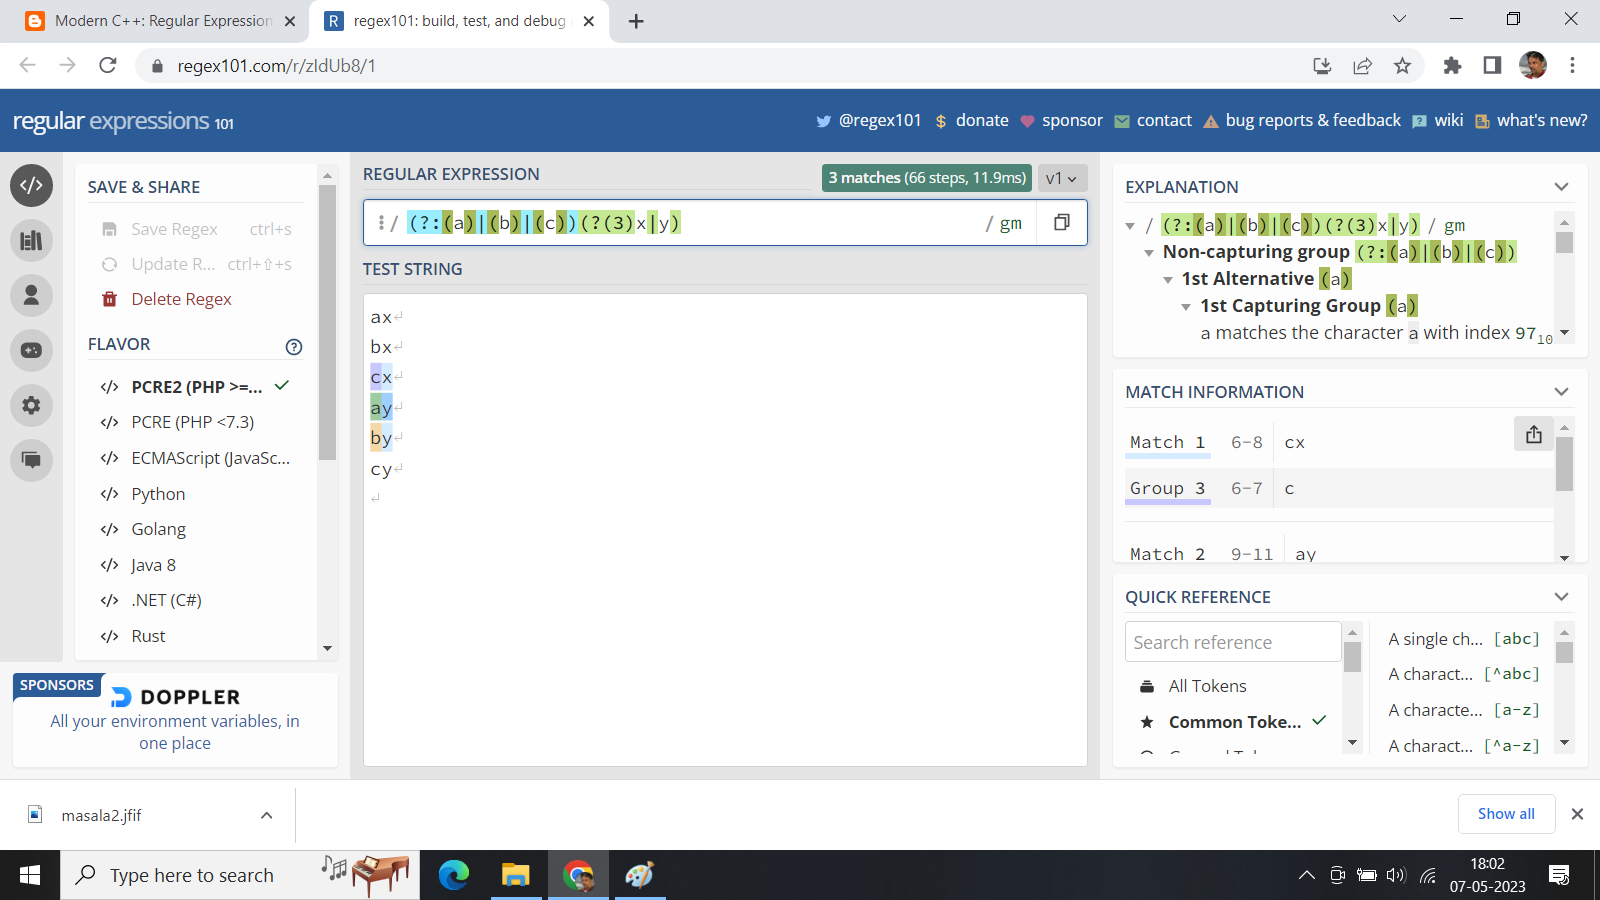 Modern C++: Regular Expression
regex101: build, test, and debug
regex101.com/r/zIdUb8/1
regular expressions 101
@regex101
$ donate
sponsor
contact
bug reports & feedback
wiki
what's new?
SAVE & SHARE
Save Regex ctrl+s
Update R... ctrl+⇧+s
Delete Regex
FLAVOR
</> PCRE2 (PHP >=...
</> PCRE (PHP <7.3)
</> ECMAScript (JavaSc...
</> Python
</> Golang
</> Java 8
</> .NET (C#)
</> Rust
SPONSORS
DOPPLER
All your environment variables, in
one place
REGULAR EXPRESSION
3 matches (66 steps, 11.9ms)
v1
/ (?:(a)|(b)|(c))(?(3)x|y) / gm
TEST STRING
ax
bx
cx
ay
by
cy
EXPLANATION
/ (?:(a)|(b)|(c))(?(3)x|y) / gm
Non-capturing group (?:(a)|(b)|(c))
1st Alternative (a)
1st Capturing Group (a)
a matches the character a with index 97₁₀
MATCH INFORMATION
Match 1 6-8 cx
Group 3 6-7 c
Match 2 9-11 ay
QUICK REFERENCE
Search reference
All Tokens
Common Toke...
A single ch... [abc]
A charact... [^abc]
A characte... [a-z]
A charact... [^a-z]
masala2.jfif
Show all
Type here to search
18:02
07-05-2023